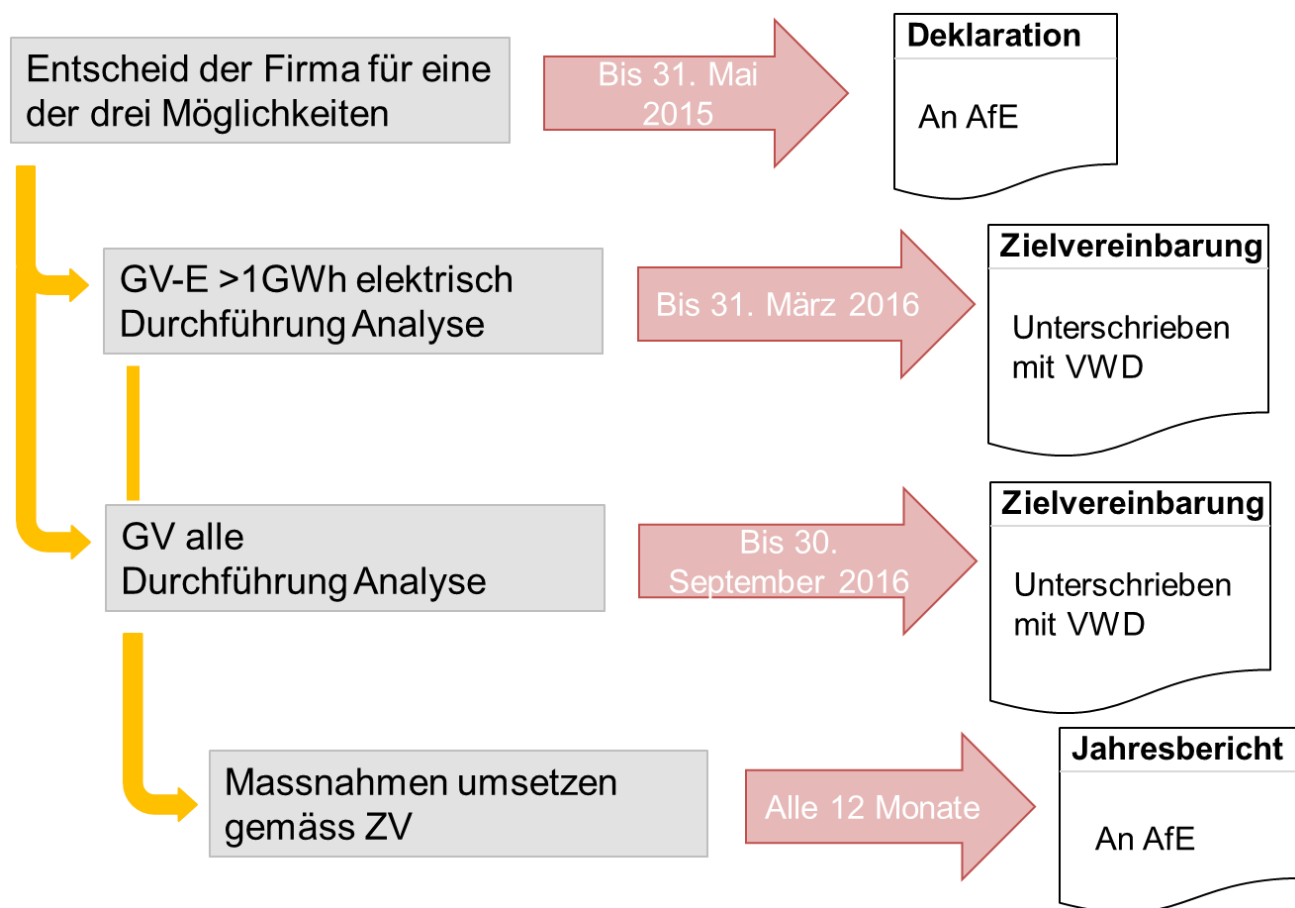 Entscheid der Firma für eine
der drei Möglichkeiten
Bis 31. Mai
2015
Deklaration
An AfE
GV-E >1GWh elektrisch
Durchführung Analyse
Bis 31. März 2016
Zielvereinbarung
Unterschrieben
mit VWD
GV alle
Durchführung Analyse
Bis 30.
September 2016
Zielvereinbarung
Unterschrieben
mit VWD
Massnahmen umsetzen
gemäss ZV
Alle 12 Monate
Jahresbericht
An AfE